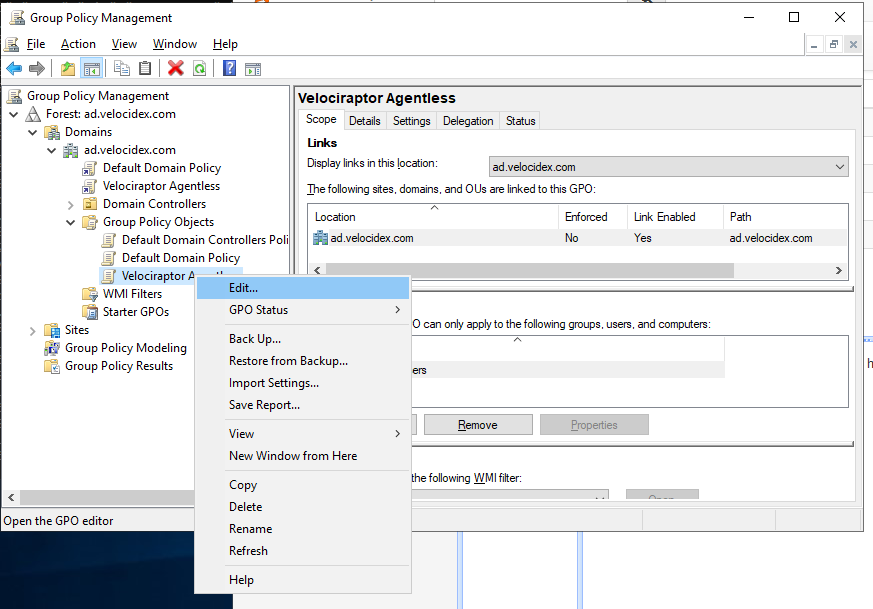 Group Policy Management
File Action View Window Help
Group Policy Management
Forest: ad.velocidex.com
Domains
ad.velocidex.com
Default Domain Policy
Velociraptor Agentless
Domain Controllers
Group Policy Objects
Default Domain Controllers Poli
Default Domain Policy
Velociraptor
WMI Filters
Starter GPOs
Sites
Group Policy Modeling
Group Policy Results
Open the GPO editor
Velociraptor Agentless
Scope Details Settings Delegation Status
Links
Display links in this location: ad.velocidex.com
The following sites, domains, and OUs are linked to this GPO:
Location Enforced Link Enabled Path
ad.velocidex.com No Yes ad.velocidex.com
O can only apply to the following groups, users, and computers:
ers
Remove Properties
the following WMI filter:
Open
Edit...
GPO Status
Back Up...
Restore from Backup...
Import Settings...
Save Report...
View
New Window from Here
Copy
Delete
Rename
Refresh
Help
h